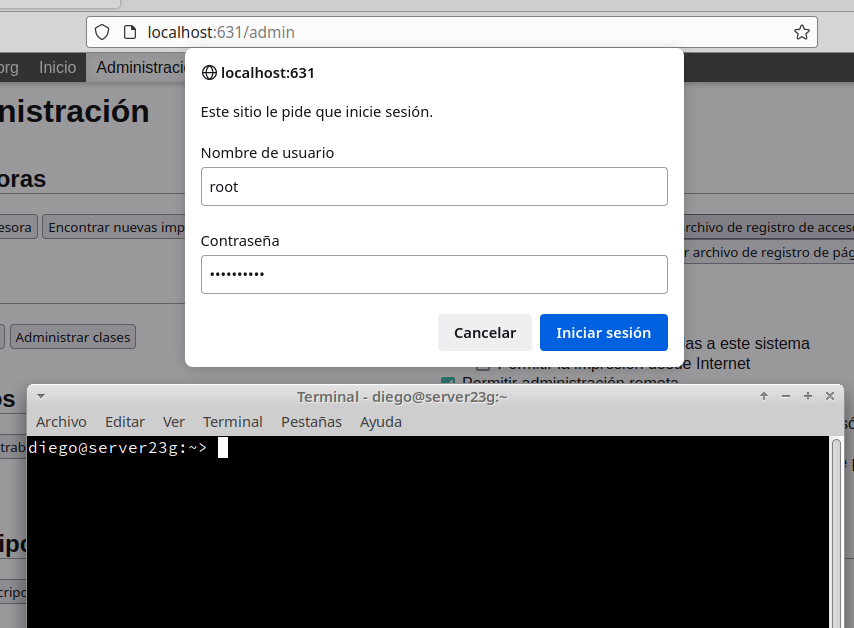 localhost:631/admin
org Inicio Administraci
localhost:631
nistración
Este sitio le pide que inicie sesión.
Nombre de usuario
oras
root
esora Encontrar nuevas imp
rchivo de registro de acces
Contraseña
r archivo de registro de pág
Cancelar Iniciar sesión
Administrar clases
as a este sistema
Permitir la impresión desde Internet
Permitir administración remota
os
Terminal - diego@server23g:~
Archivo Editar Ver Terminal Pestañas Ayuda
trab
diego@server23g:~>
ipo
cripc